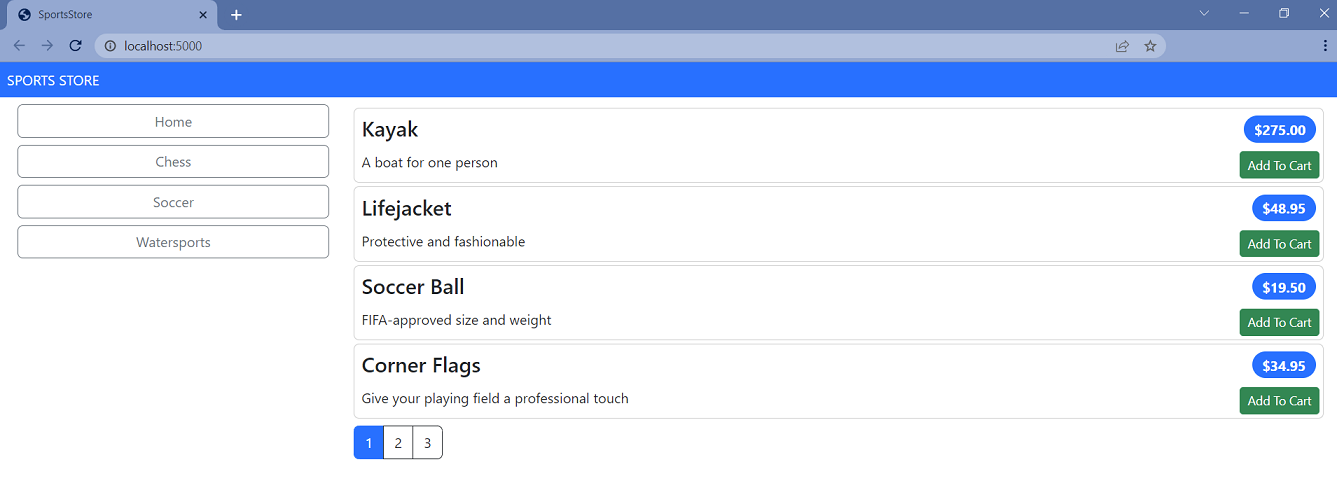 SportsStore
localhost:5000
SPORTS STORE
Home
Chess
Soccer
Watersports
Kayak
$275.00
A boat for one person
Add To Cart
Lifejacket
$48.95
Protective and fashionable
Add To Cart
Soccer Ball
$19.50
FIFA-approved size and weight
Add To Cart
Corner Flags
$34.95
Give your playing field a professional touch
Add To Cart
1 2 3